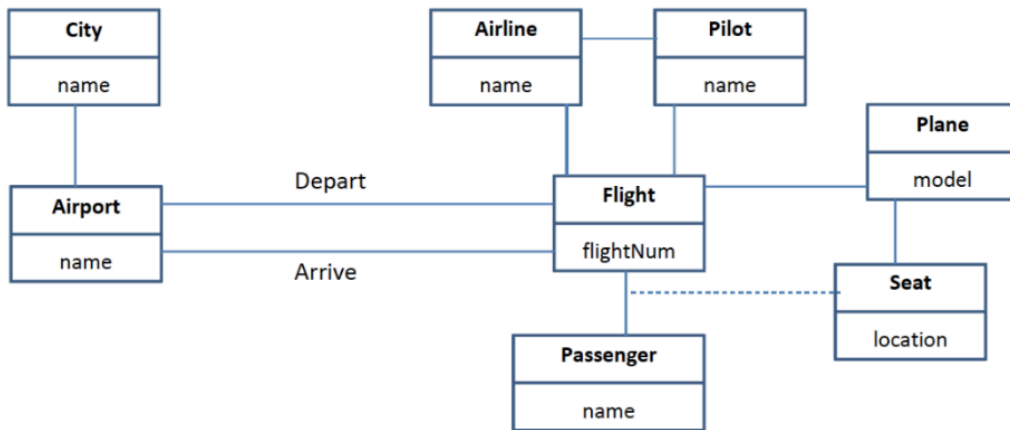 City
name
Airline
name
Pilot
name
Plane
model
Airport
name
Depart
Arrive
Flight
flightNum
Seat
location
Passenger
name